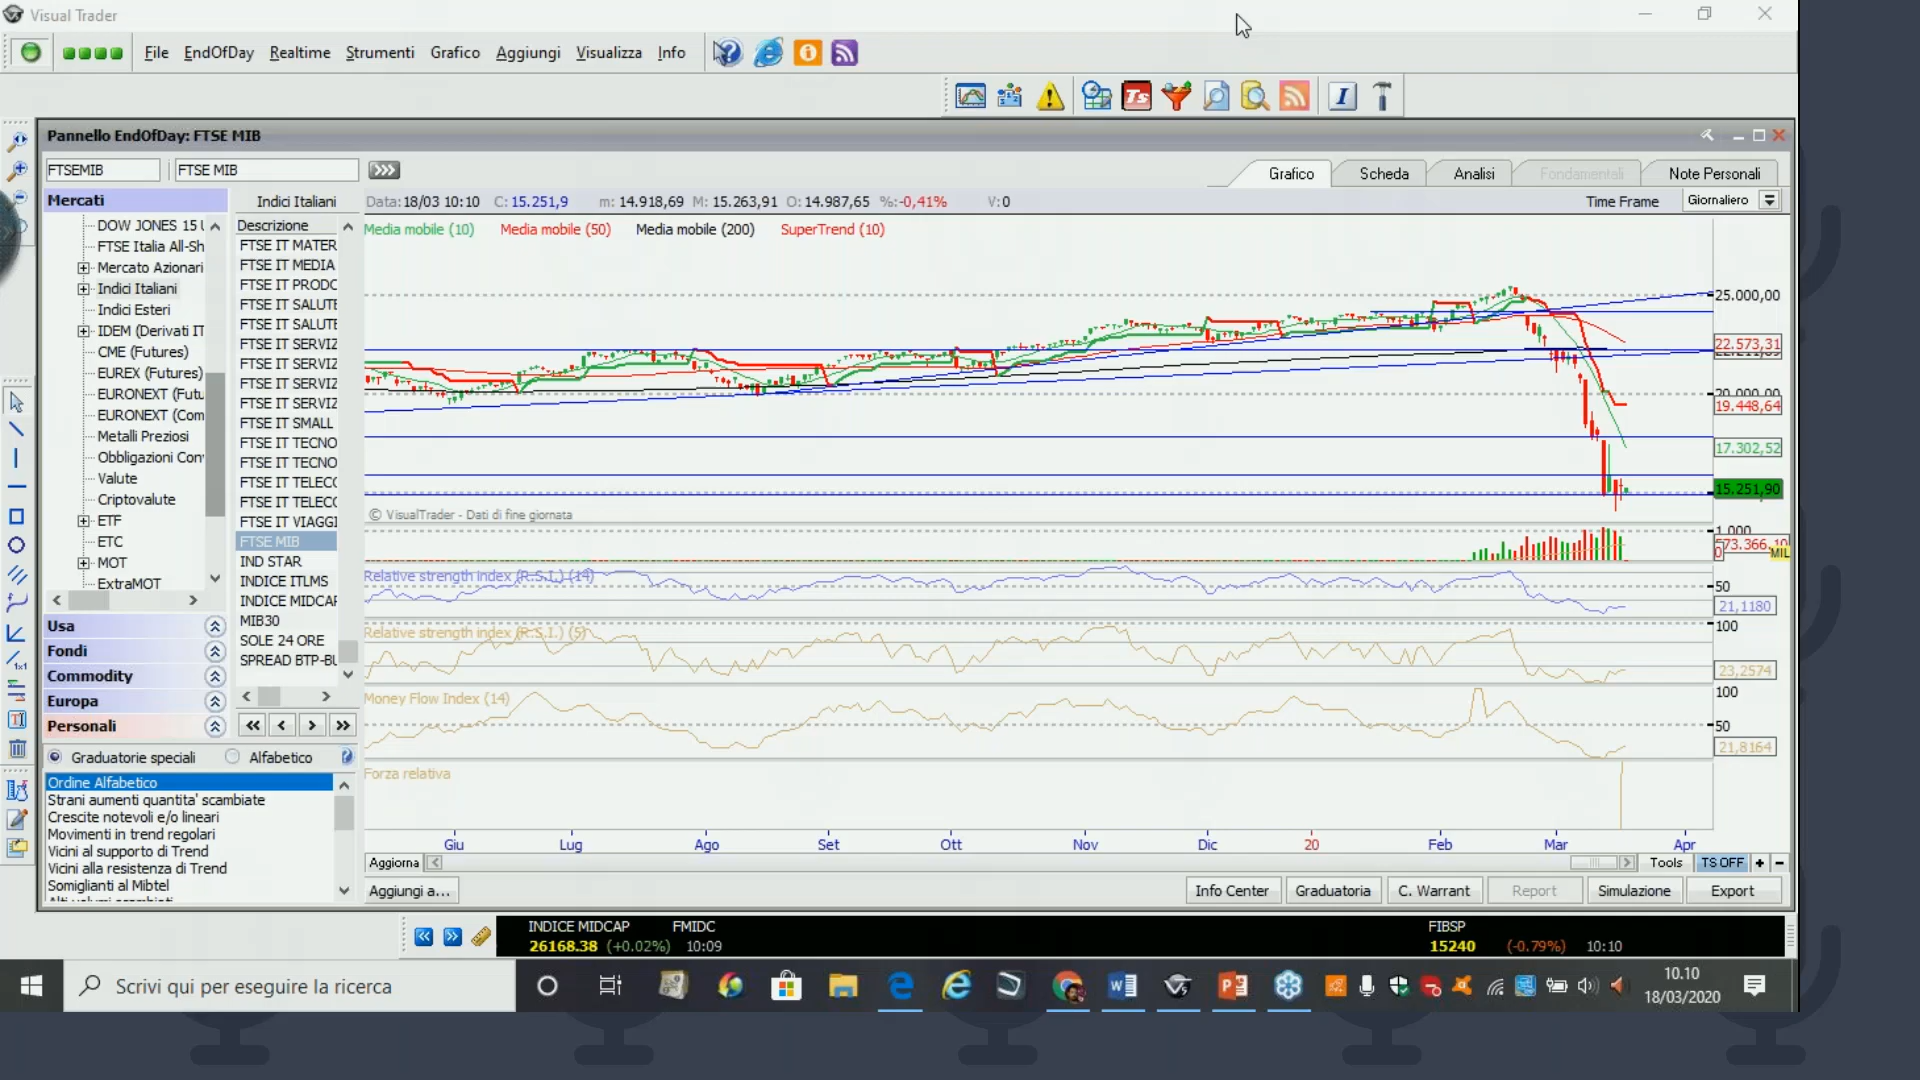 Visual Trader
File EndOfDay Realtime Strumenti Grafico Aggiungi Visualizza Info
Ts I
Pannello EndOfDay: FTSE MIB
FTSEMIB FTSE MIB
Grafico Scheda Analisi Fondamentali Note Personali
Mercati
DOW JONES 15
FTSE Italia All-Sh
Mercato Azionari
Indici Italiani
Indici Esteri
IDEM (Derivati IT
CME (Futures)
EUREX (Futures)
EURONEXT (Futu
EURONEXT (Com
Metalli Preziosi
Obbligazioni Con
Valute
Criptovalute
ETF
ETC
MOT
ExtraMOT
Usa
Fondi
Commodity
Europa
Personali
Indici Italiani
Descrizione
FTSE IT MATER
FTSE IT MEDIA
FTSE IT PRODC
FTSE IT SALUTE
FTSE IT SALUTE
FTSE IT SERVIZ
FTSE IT SERVIZ
FTSE IT SERVIZ
FTSE IT SERVIZ
FTSE IT SMALL
FTSE IT TECNO
FTSE IT TECNO
FTSE IT TELECC
FTSE IT TELECC
FTSE IT VIAGGI
FTSE MIB
IND STAR
INDICE ITLMS
INDICE MIDCAP
MIB30
SOLE 24 ORE
SPREAD BTP-BU
Graduatorie speciali Alfabetico
Ordine Alfabetico
Strani aumenti quantita' scambiate
Crescite notevoli e/o lineari
Movimenti in trend regolari
Vicini al supporto di Trend
Vicini alla resistenza di Trend
Somiglianti al Mibtel
Alti volumi scambiati
Data: 18/03 10:10 C: 15.251,9 m: 14.918,69 M: 15.263,91 O: 14.987,65 %:-0,41% V: 0 Time Frame Giornaliero
Media mobile (10) Media mobile (50) Media mobile (200) SuperTrend (10)
25.000,00
22.573,31
20.000,00
19.448,64
17.302,52
15.251,90
© VisualTrader - Dati di fine giornata
1.000
MIL
Relative strength index (R.S.I.) (14)
50
21,1180
Relative strength index (R.S.I.) (5)
100
23,2574
Money Flow Index (14)
100
50
21,8164
Forza relativa
Giu Lug Ago Set Ott Nov Dic 20 Feb Mar Apr
Aggiorna Tools TS OFF + -
Aggiungi a... Info Center Graduatoria C. Warrant Report Simulazione Export
INDICE MIDCAP FMIDC FIBSP
26168.38 (+0.02%) 10:09 15240 (-0.79%) 10:10
Scrivi qui per eseguire la ricerca
10.10
18/03/2020